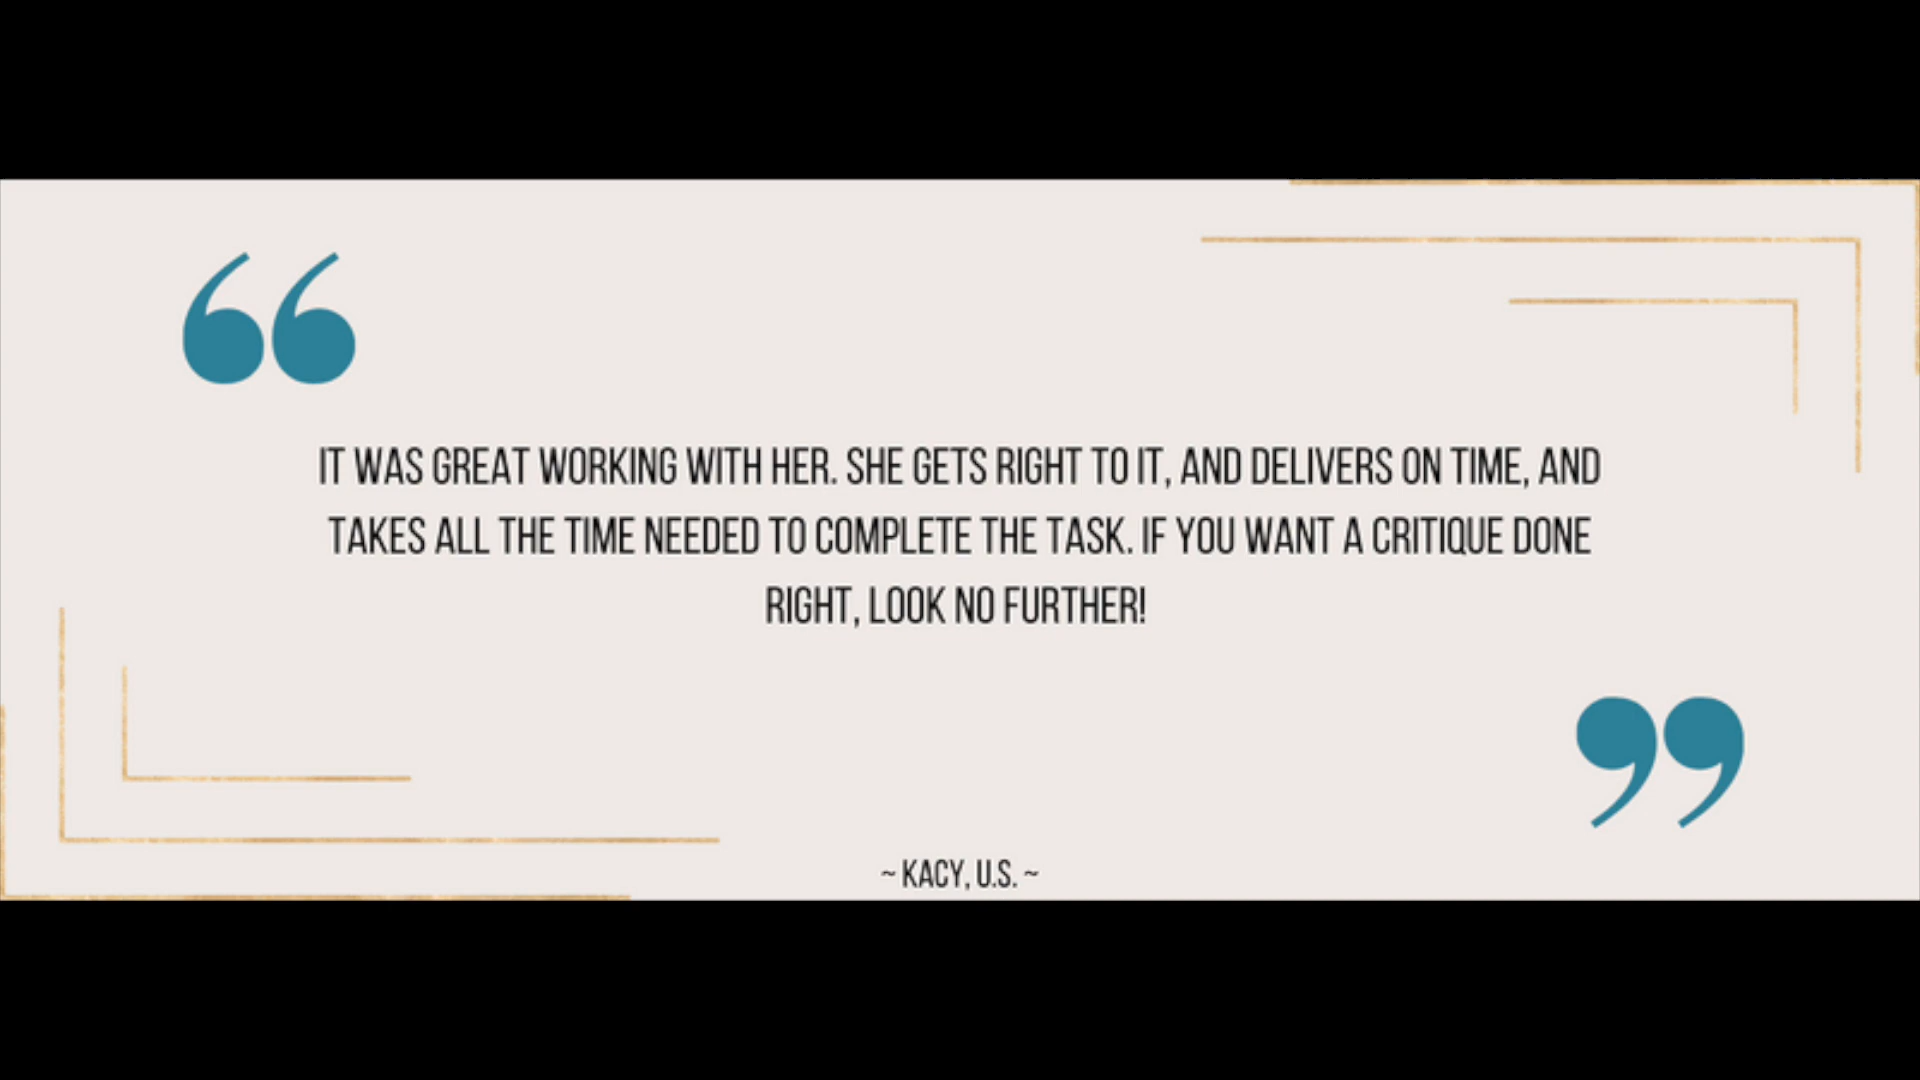 IT WAS GREAT WORKING WITH HER. SHE GETS RIGHT TO IT, AND DELIVERS ON TIME, AND
TAKES ALL THE TIME NEEDED TO COMPLETE THE TASK. IF YOU WANT A CRITIQUE DONE
RIGHT, LOOK NO FURTHER!
~ KACY, U.S. ~